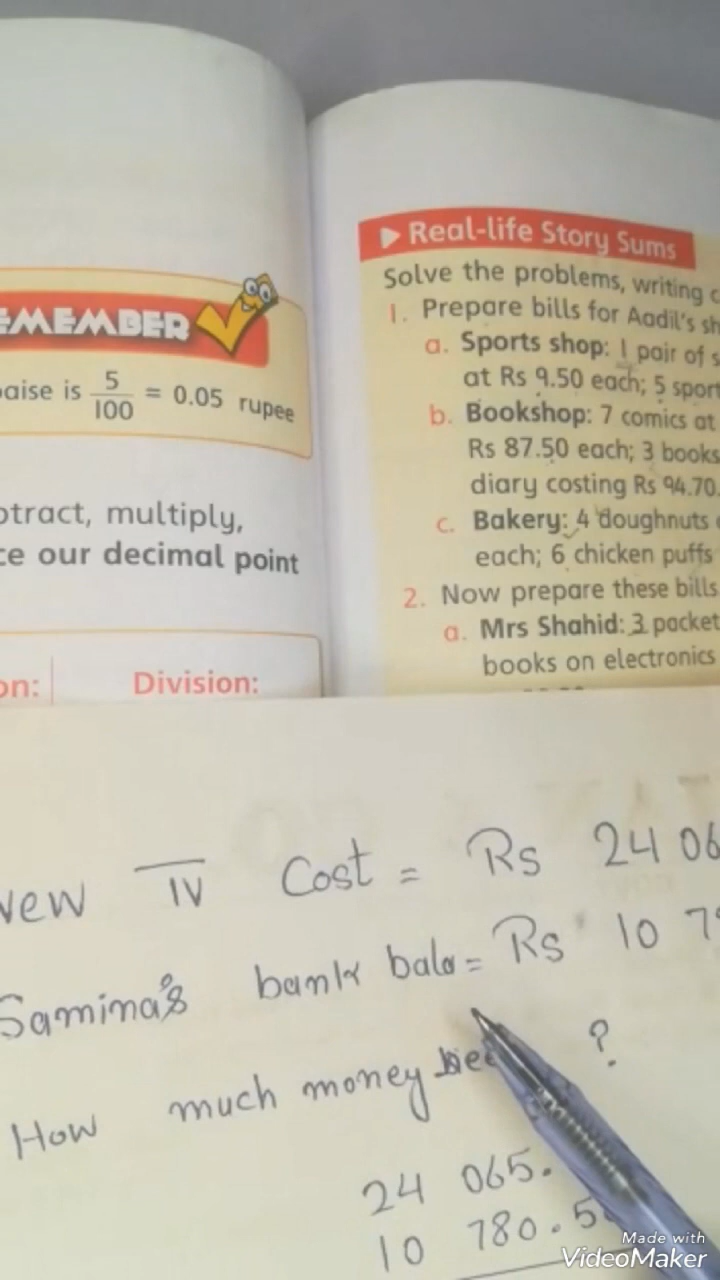 EMEMBER
aise is 5/100 = 0.05 rupee
tract, multiply,
ce our decimal point
on: Division:
Real-life Story Sums
Solve the problems, writing
1. Prepare bills for Aadil's sh
a. Sports shop: 1 pair of s
at Rs 9.50 each; 5 sport
b. Bookshop: 7 comics at
Rs 87.50 each; 3 books
diary costing Rs 94.70.
c. Bakery: 4 doughnuts
each; 6 chicken puffs
2. Now prepare these bills
a. Mrs Shahid: 3 packet
books on electronics
New TV Cost = Rs 24 06
Samina's bank bala = Rs 10 7
How much money ?
24 065.
10 780.5
Made with
VideoMaker